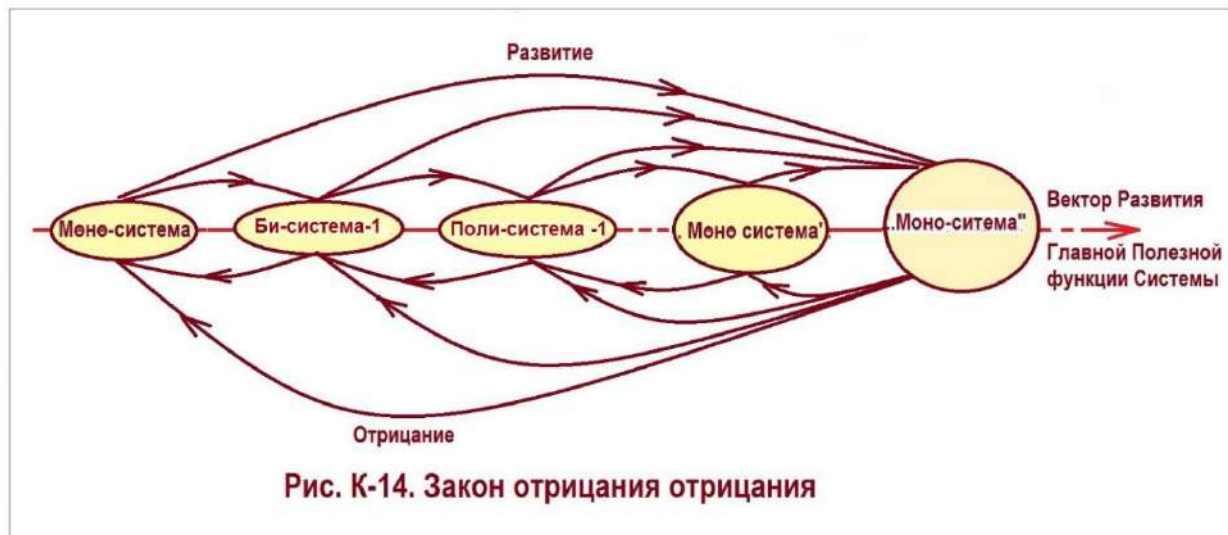 Развитие
Моно-система
Би-система-1
Поли-система -1
. Моно система'
..Моно-ситема"
Вектор Развития
Главной Полезной
функции Системы
Отрицание
Рис. К-14. Закон отрицания отрицания